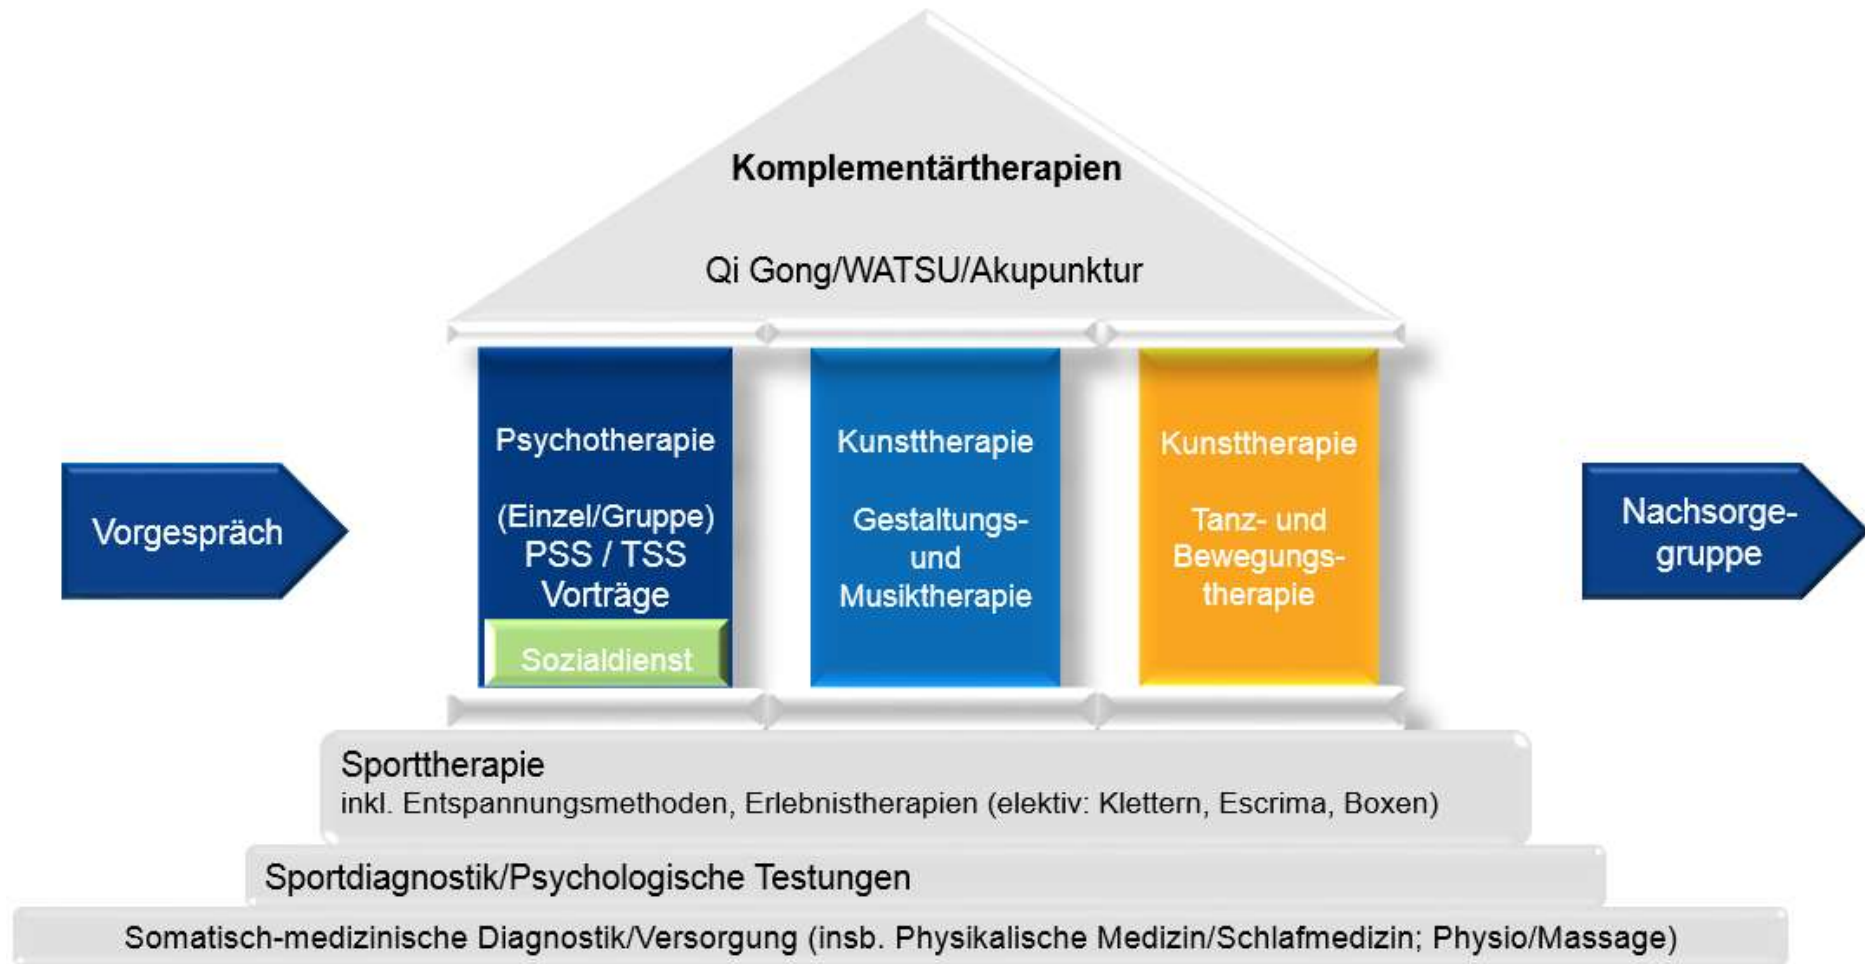 Komplementärtherapien
Qi Gong/WATSU/Akupunktur
Vorgespräch
Psychotherapie
(Einzel/Gruppe)
PSS / TSS
Vorträge
Sozialdienst
Kunsttherapie
Gestaltungs-
und
Musiktherapie
Kunsttherapie
Tanz- und
Bewegungs-
therapie
Nachsorge-
gruppe
Sporttherapie
inkl. Entspannungsmethoden, Erlebnistherapien (elektiv: Klettern, Escrima, Boxen)
Sportdiagnostik/Psychologische Testungen
Somatisch-medizinische Diagnostik/Versorgung (insb. Physikalische Medizin/Schlafmedizin; Physio/Massage)